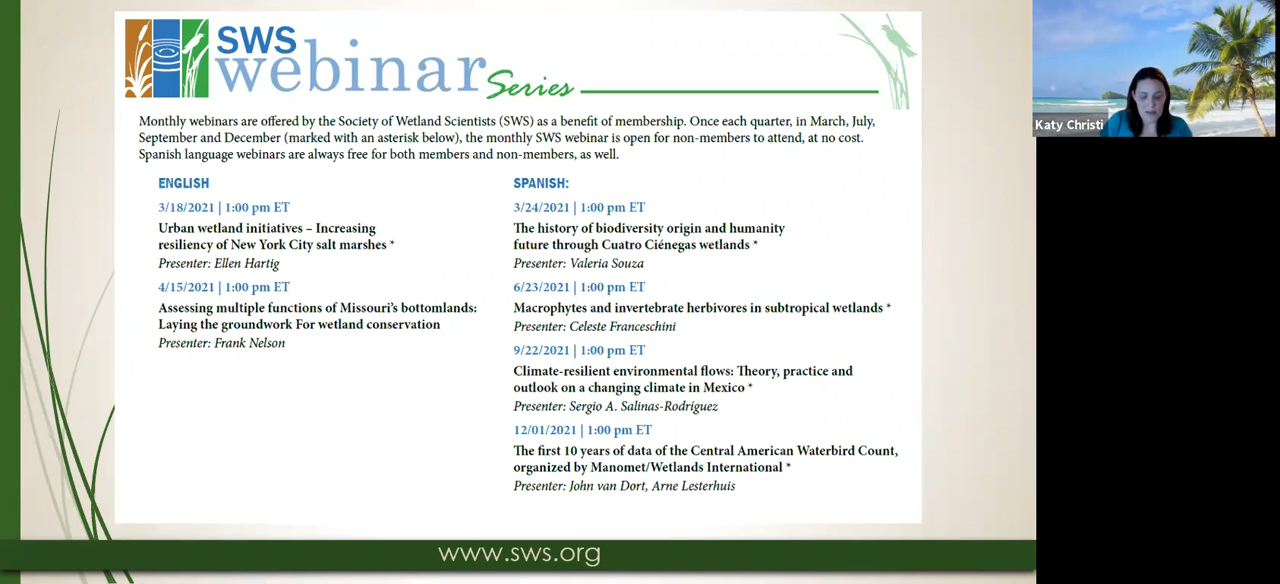 SWS
webinar Series
Monthly webinars are offered by the Society of Wetland Scientists (SWS) as a benefit of membership. Once each quarter, in March, July,
September and December (marked with an asterisk below), the monthly SWS webinar is open for non-members to attend, at no cost.
Spanish language webinars are always free for both members and non-members, as well.
ENGLISH
3/18/2021 | 1:00 pm ET
Urban wetland initiatives – Increasing
resiliency of New York City salt marshes *
Presenter: Ellen Hartig
4/15/2021 | 1:00 pm ET
Assessing multiple functions of Missouri's bottomlands:
Laying the groundwork For wetland conservation
Presenter: Frank Nelson
SPANISH:
3/24/2021 | 1:00 pm ET
The history of biodiversity origin and humanity
future through Cuatro Ciénegas wetlands *
Presenter: Valeria Souza
6/23/2021 | 1:00 pm ET
Macrophytes and invertebrate herbivores in subtropical wetlands *
Presenter: Celeste Franceschini
9/22/2021 | 1:00 pm ET
Climate-resilient environmental flows: Theory, practice and
outlook on a changing climate in Mexico *
Presenter: Sergio A. Salinas-Rodríguez
12/01/2021 | 1:00 pm ET
The first 10 years of data of the Central American Waterbird Count,
organized by Manomet/Wetlands International *
Presenter: John van Dort, Arne Lesterhuis
www.sws.org
Katy Christi